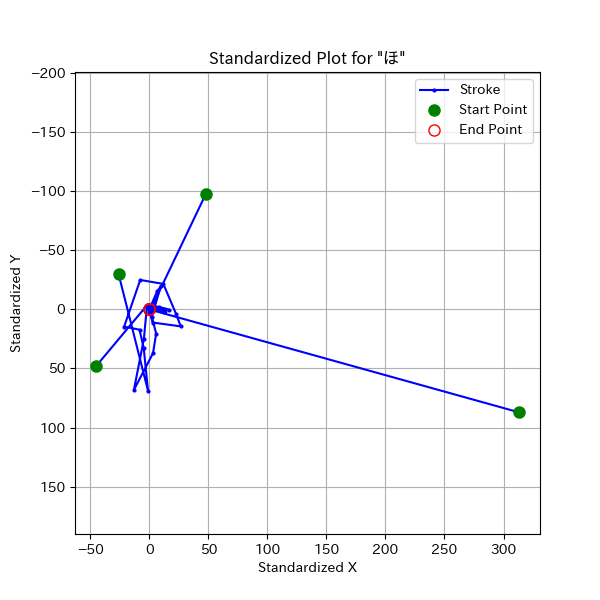 Standardized Plot for "ほ"
Stroke
Start Point
End Point
−200
−150
−100
−50
0
50
100
150
Standardized Y
−50 0 50 100 150 200 250 300
Standardized X